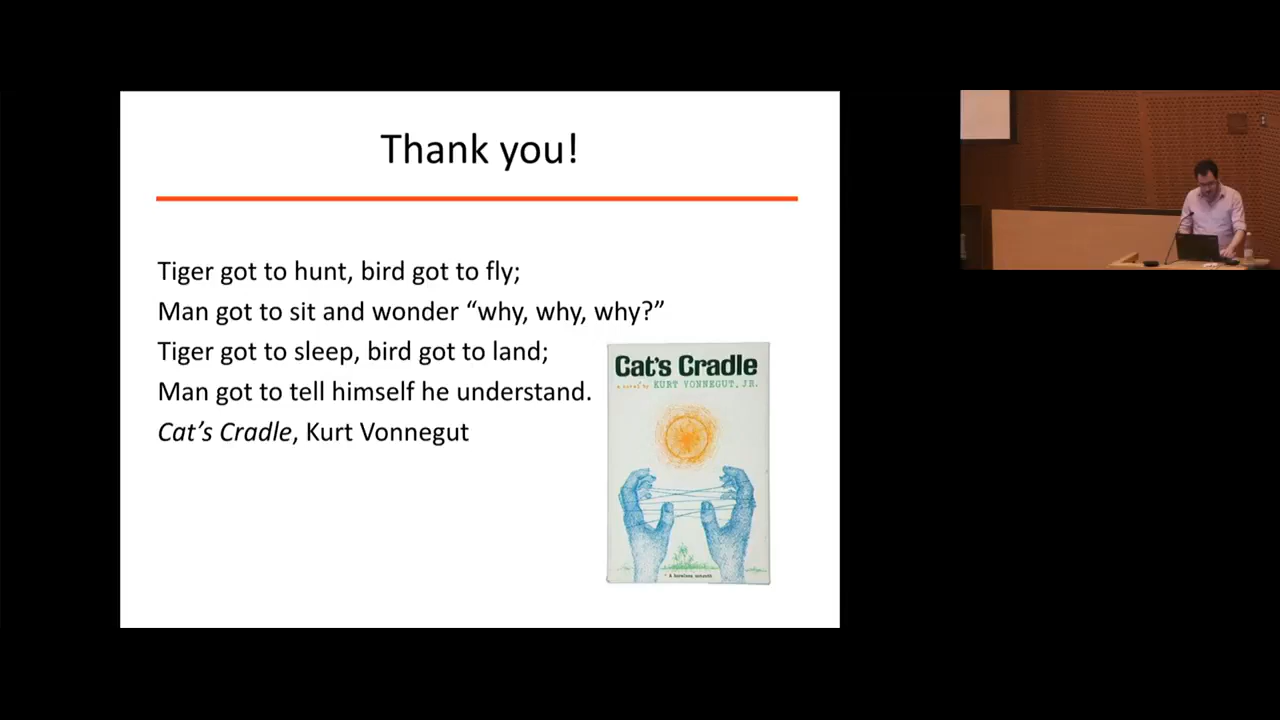 Thank you!
Tiger got to hunt, bird got to fly;
Man got to sit and wonder “why, why, why?”
Tiger got to sleep, bird got to land;
Man got to tell himself he understand.
Cat’s Cradle, Kurt Vonnegut
Cat's Cradle
a novel by KURT VONNEGUT, JR.